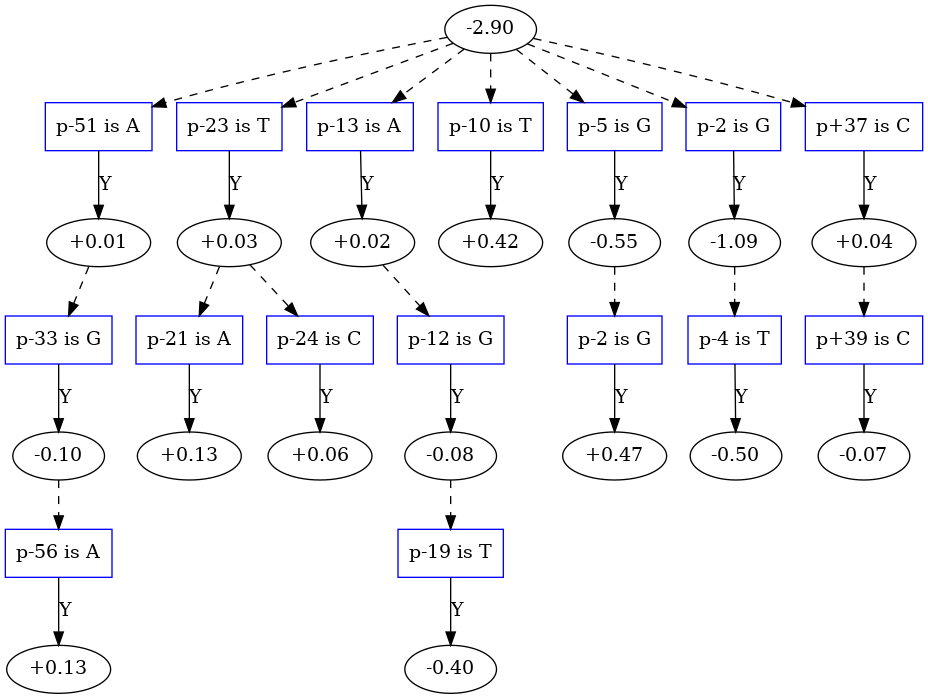 -2.90
p-51 is A
p-23 is T
p-13 is A
p-10 is T
p-5 is G
p-2 is G
p+37 is C
Y
Y
Y
Y
Y
Y
Y
+0.01
+0.03
+0.02
+0.42
-0.55
-1.09
+0.04
p-33 is G
p-21 is A
p-24 is C
p-12 is G
p-2 is G
p-4 is T
p+39 is C
Y
Y
Y
Y
Y
Y
Y
-0.10
+0.13
+0.06
-0.08
+0.47
-0.50
-0.07
p-56 is A
p-19 is T
Y
Y
+0.13
-0.40